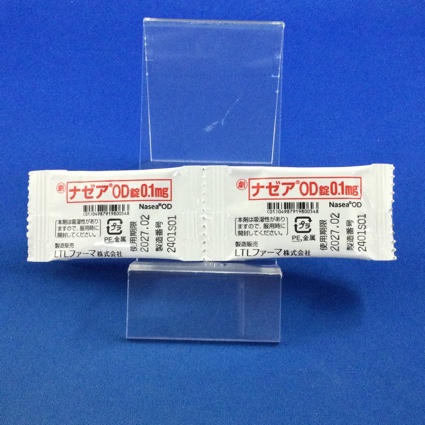 劇 ナゼア®OD錠0.1mg
Nasea®OD
本剤は吸湿性があり
ますので、服用時に
開封してください。
プラ
PE,金属
使用期限
2027.02
製造番号
2401S01
製造販売
LTLファーマ株式会社
劇 ナゼア®OD錠0.1mg
Nasea®OD
本剤は吸湿性があり
ますので、服用時に
開封してください。
プラ
PE,金属
使用期限
2027.02
製造番号
2401S01
製造販売
LTLファーマ株式会社